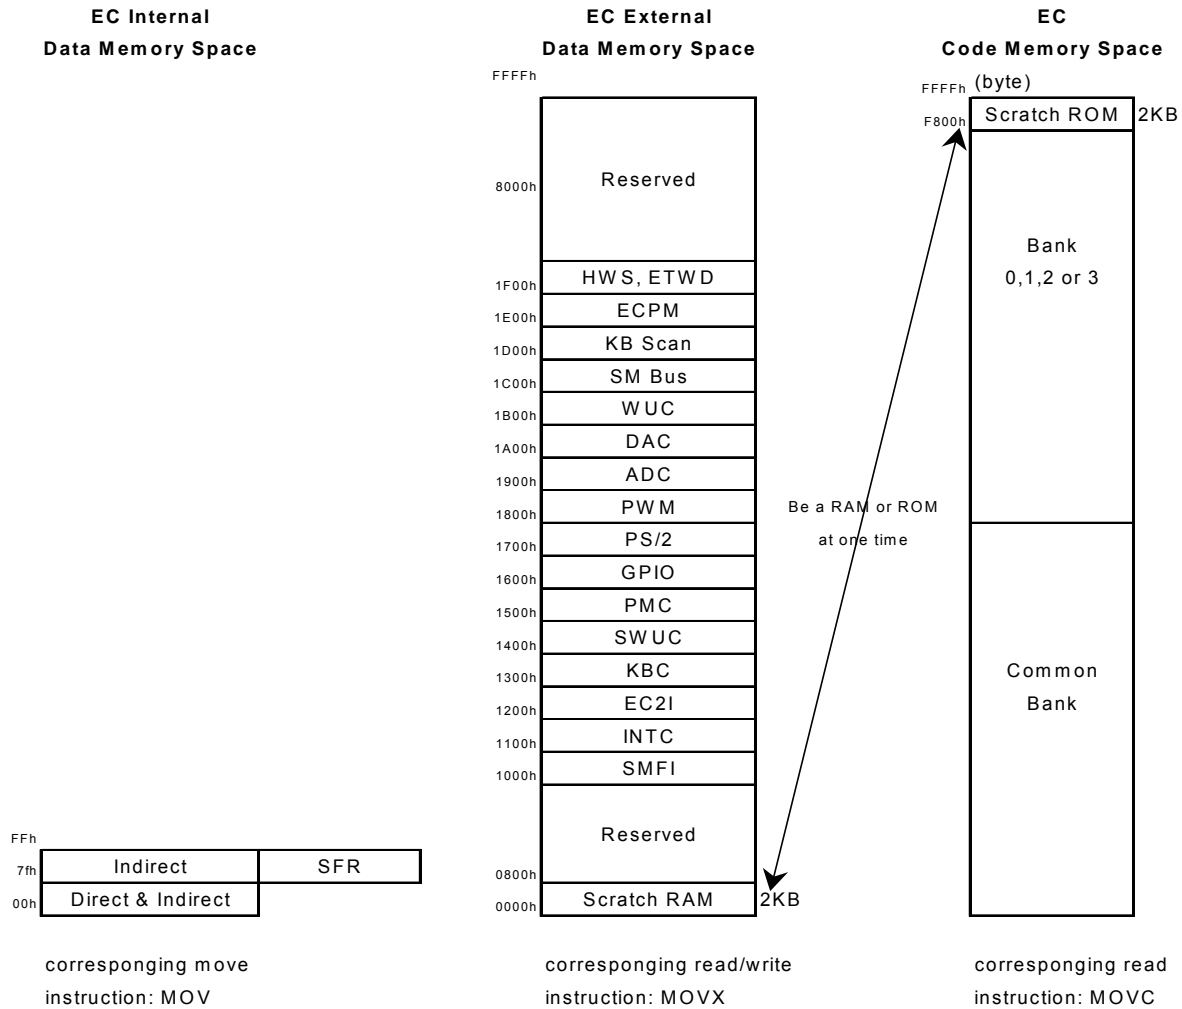 EC Internal
Data Memory Space
FFh
7fh
Indirect
SFR
00h
Direct & Indirect
corresponging move
instruction: MOV
EC External
Data Memory Space
FFFFh
Reserved
8000h
HWS, ETWD
1F00h
ECPM
1E00h
KB Scan
1D00h
SM Bus
1C00h
WUC
1B00h
DAC
1A00h
ADC
1900h
PWM
1800h
PS/2
1700h
GPIO
1600h
PMC
1500h
SWUC
1400h
KBC
1300h
EC2I
1200h
INTC
1100h
SMFI
1000h
Reserved
0800h
Scratch RAM
2KB
0000h
corresponging read/write
instruction: MOVX
Be a RAM or ROM
at one time
EC
Code Memory Space
(byte)
FFFFh
Scratch ROM
2KB
F800h
Bank
0,1,2 or 3
Common
Bank
corresponging read
instruction: MOVC